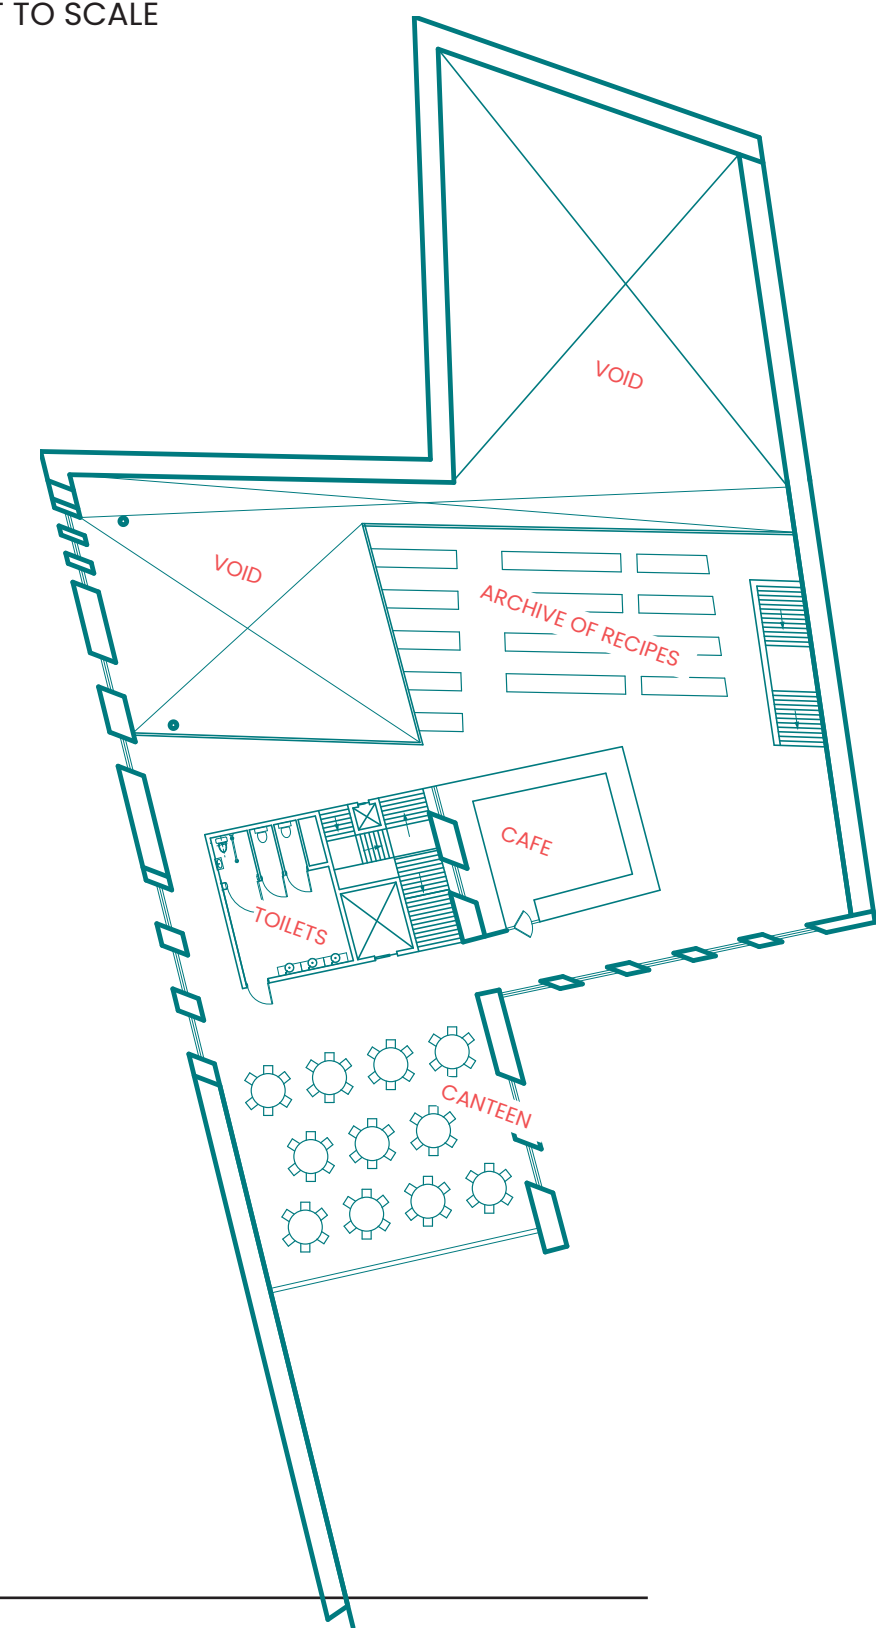 TO SCALE
VOID
VOID
ARCHIVE OF RECIPES
CAFE
TOILETS
CANTEEN